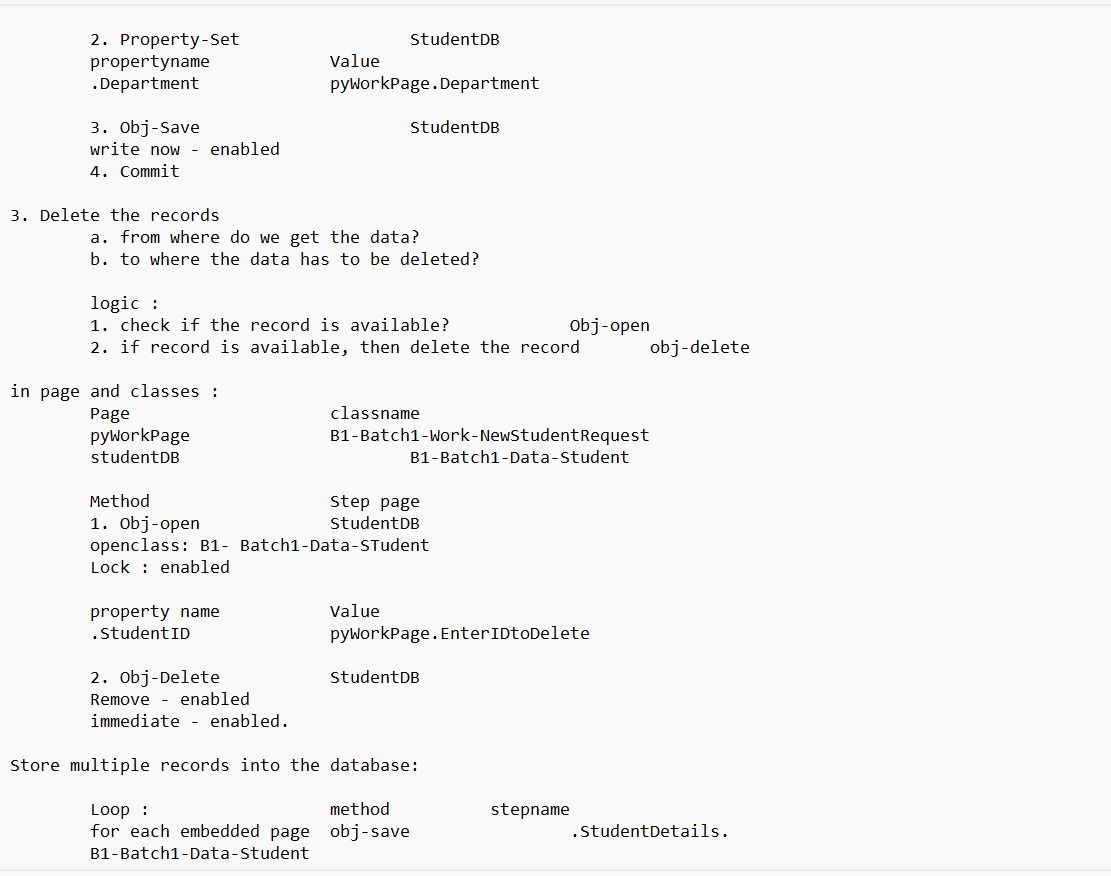 2. Property-Set StudentDB
propertyname Value
.Department pyWorkPage.Department
3. Obj-Save StudentDB
write now - enabled
4. Commit
3. Delete the records
a. from where do we get the data?
b. to where the data has to be deleted?
logic :
1. check if the record is available? Obj-open
2. if record is available, then delete the record obj-delete
in page and classes :
Page classname
pyWorkPage B1-Batch1-Work-NewStudentRequest
studentDB B1-Batch1-Data-Student
Method Step page
1. Obj-open StudentDB
openclass: B1- Batch1-Data-STudent
Lock : enabled
property name Value
.StudentID pyWorkPage.EnterIDtoDelete
2. Obj-Delete StudentDB
Remove - enabled
immediate - enabled.
Store multiple records into the database:
Loop : method stepname
for each embedded page obj-save .StudentDetails.
B1-Batch1-Data-Student